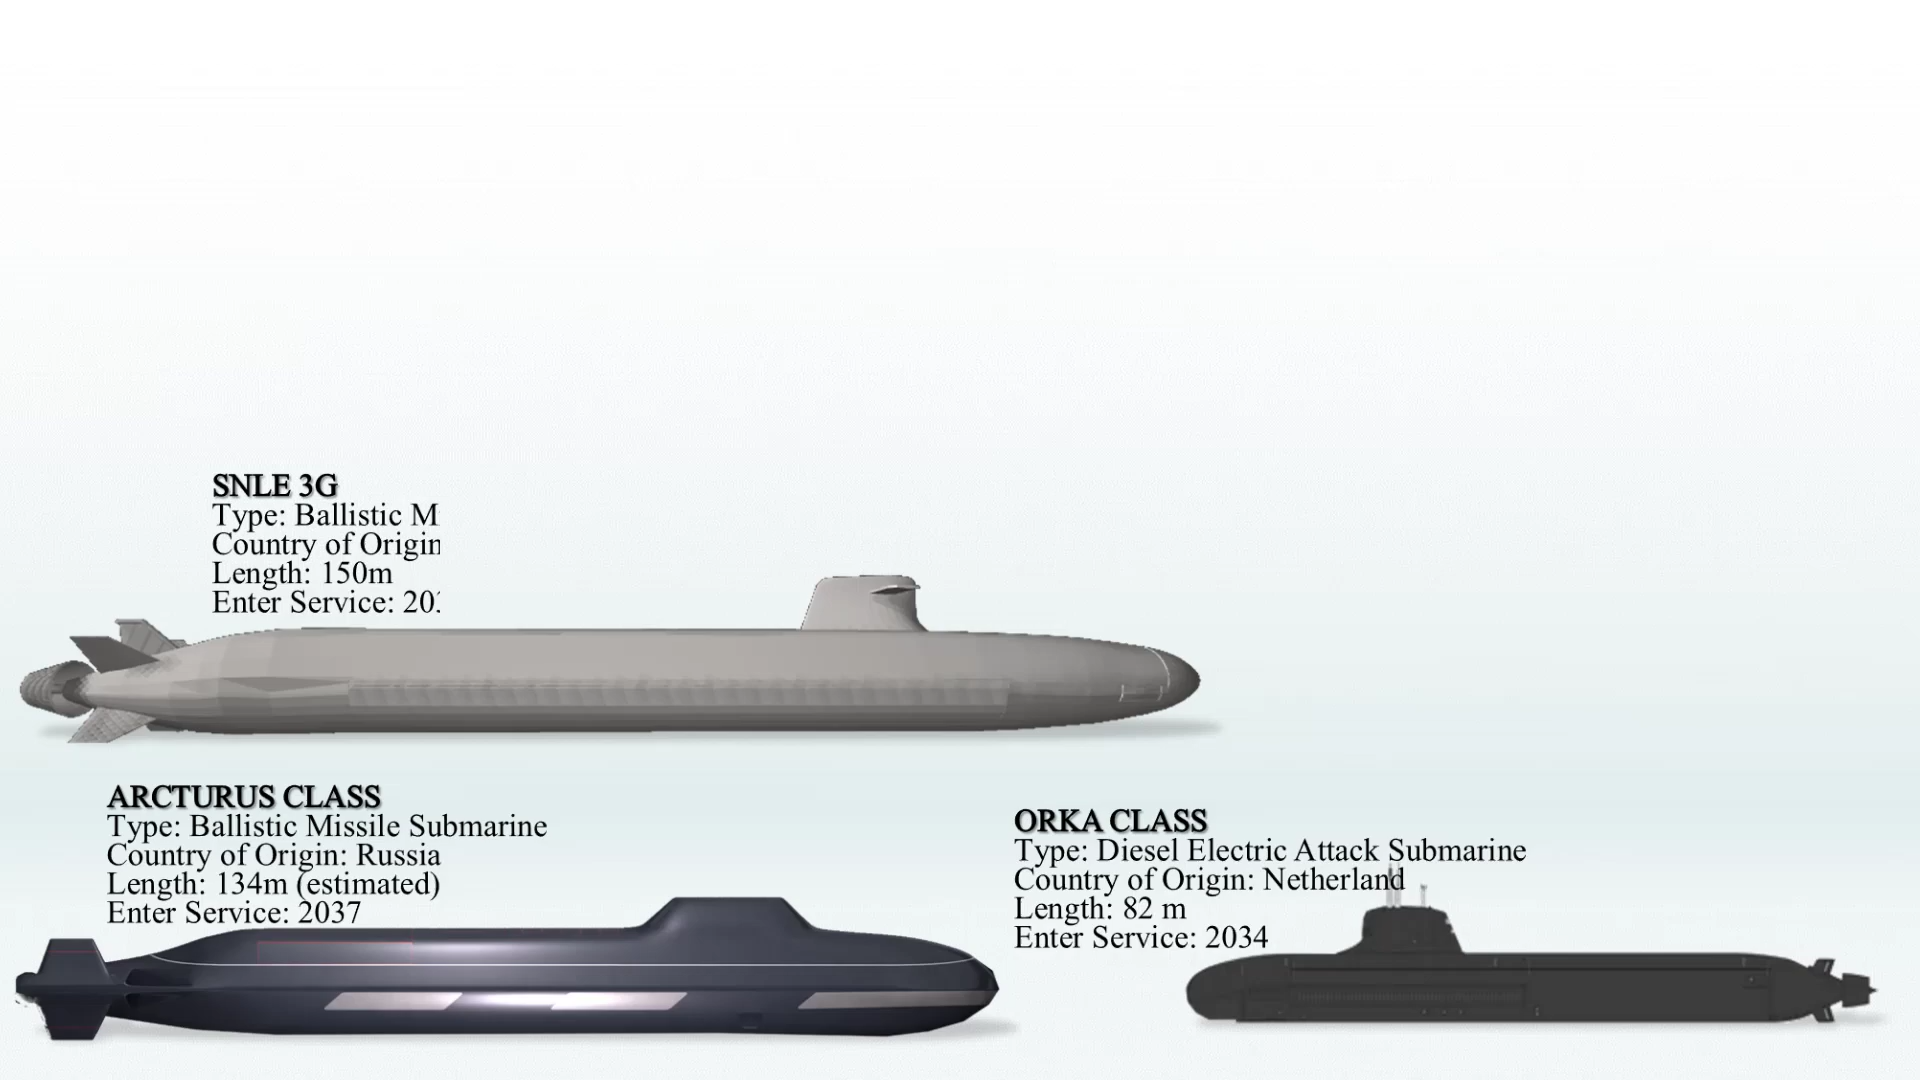 SNLE 3G
Type: Ballistic M
Country of Origin
Length: 150m
Enter Service: 20
ARCTURUS CLASS
Type: Ballistic Missile Submarine
Country of Origin: Russia
Length: 134m (estimated)
Enter Service: 2037
ORKA CLASS
Type: Diesel Electric Attack Submarine
Country of Origin: Netherland
Length: 82 m
Enter Service: 2034